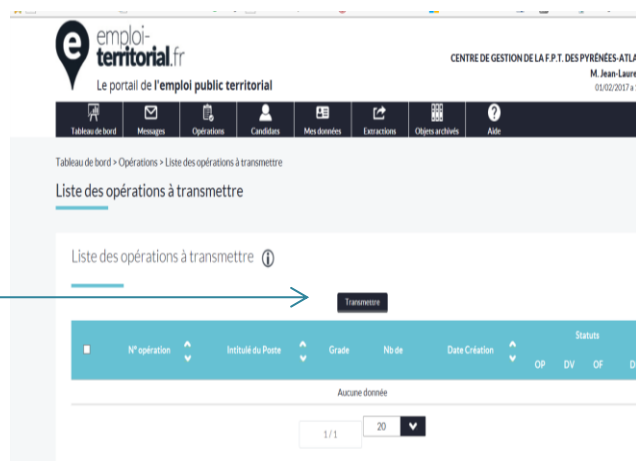 emploi-
territorial.fr
Le portail de l'emploi public territorial
CENTRE DE GESTION DE LA F.P.T. DES PYRÉNÉES-ATLA
M. Jean-Laure
01/02/2017 a
Tableau de bord Messages Opérations Candidats Mes données Extractions Objets archivés Aide
Tableau de bord > Opérations > Liste des opérations à transmettre
Liste des opérations à transmettre
Liste des opérations à transmettre
Transmettre
Statuts
N° opération Intitulé du Poste Grade Nb de Date Création
OP DV OF D
Aucune donnée
1 / 1 20